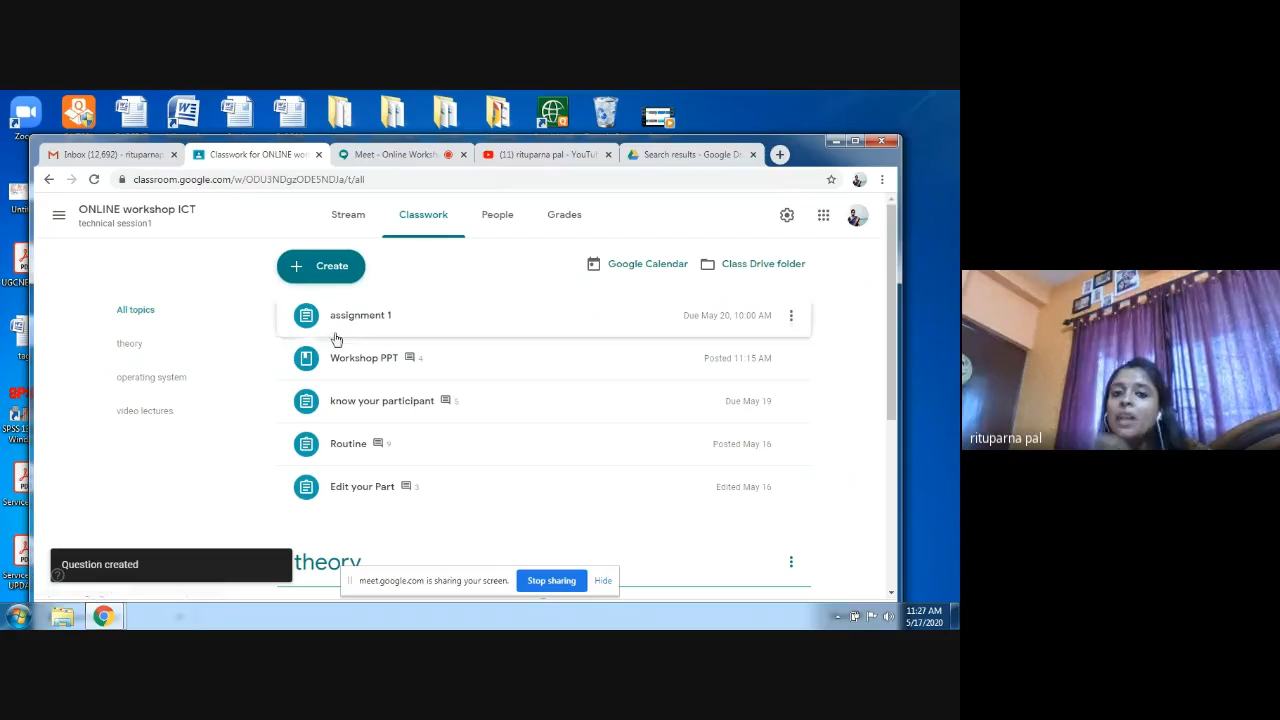 Inbox (12,692) - rituparnap
Classwork for ONLINE wo
Meet - Online Worksh
(11) rituparna pal - YouTu
Search results - Google D
classroom.google.com/w/ODU3NDgzODE5NDJa/t/all
ONLINE workshop ICT
technical session1
Stream
Classwork
People
Grades
Create
Google Calendar
Class Drive folder
All topics
theory
operating system
video lectures
assignment 1
Due May 20, 10:00 AM
Workshop PPT
4
Posted 11:15 AM
know your participant
5
Due May 19
Routine
9
Posted May 16
Edit your Part
3
Edited May 16
theory
Question created
meet.google.com is sharing your screen.
Stop sharing
Hide
11:27 AM
5/17/2020
rituparna pal